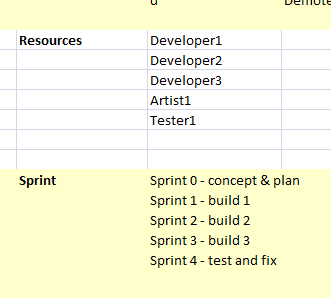 Resources Developer1
Developer2
Developer3
Artist1
Tester1
Sprint Sprint 0 - concept & plan
Sprint 1 - build 1
Sprint 2 - build 2
Sprint 3 - build 3
Sprint 4 - test and fix